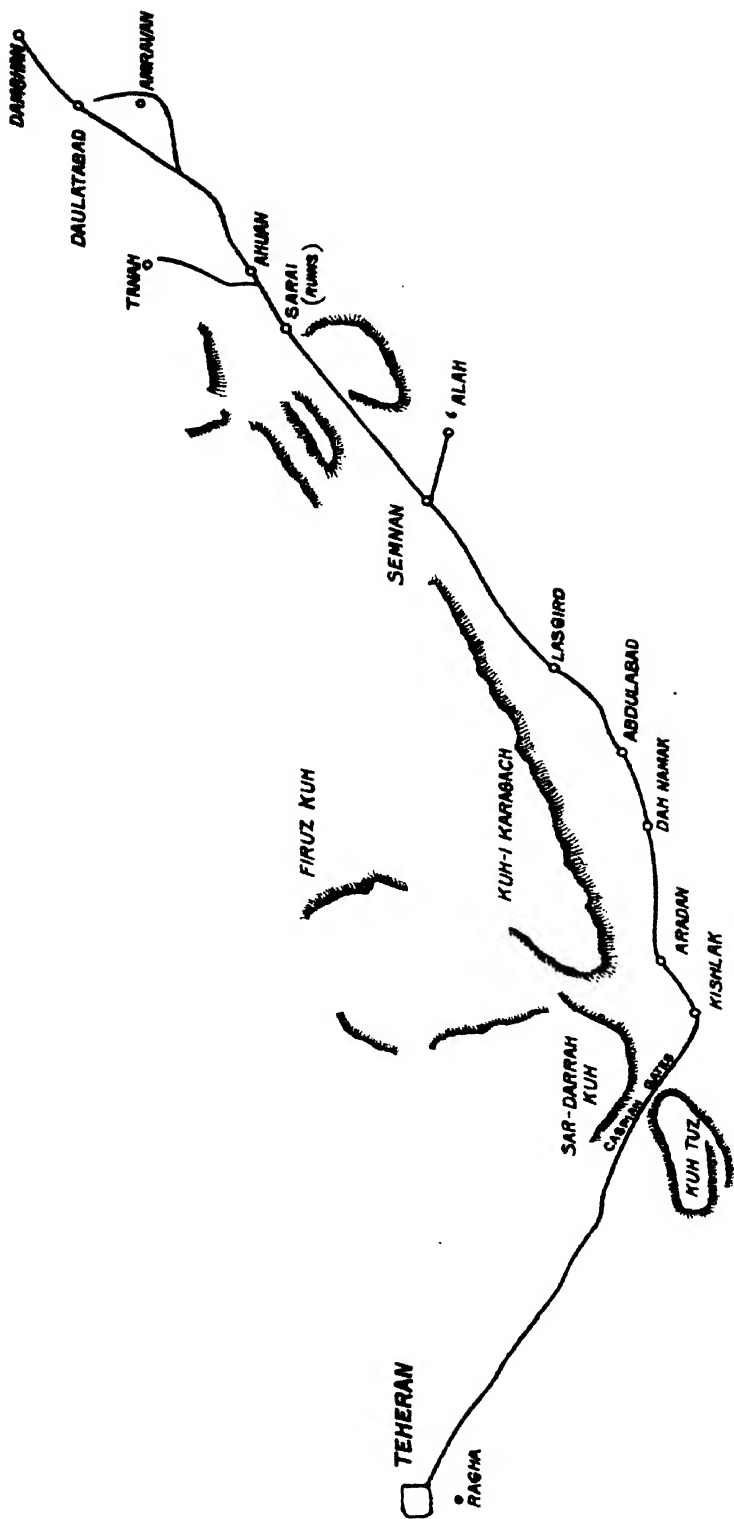 DAMGHAN
DAULATABAD
AMRAVAN
TANAH
AHUAN
SARAI
(RUINS)
ALAH
SEMNAN
LASGIRD
ABDULABAD
DAH NAMAK
FIRUZ KUH
KUH-I KARAGACH
ARADAN
KISHLAK
SAR-DARRAH
KUH
CASPIAN GATES
KUH TUZ
TEHERAN
RAGHA